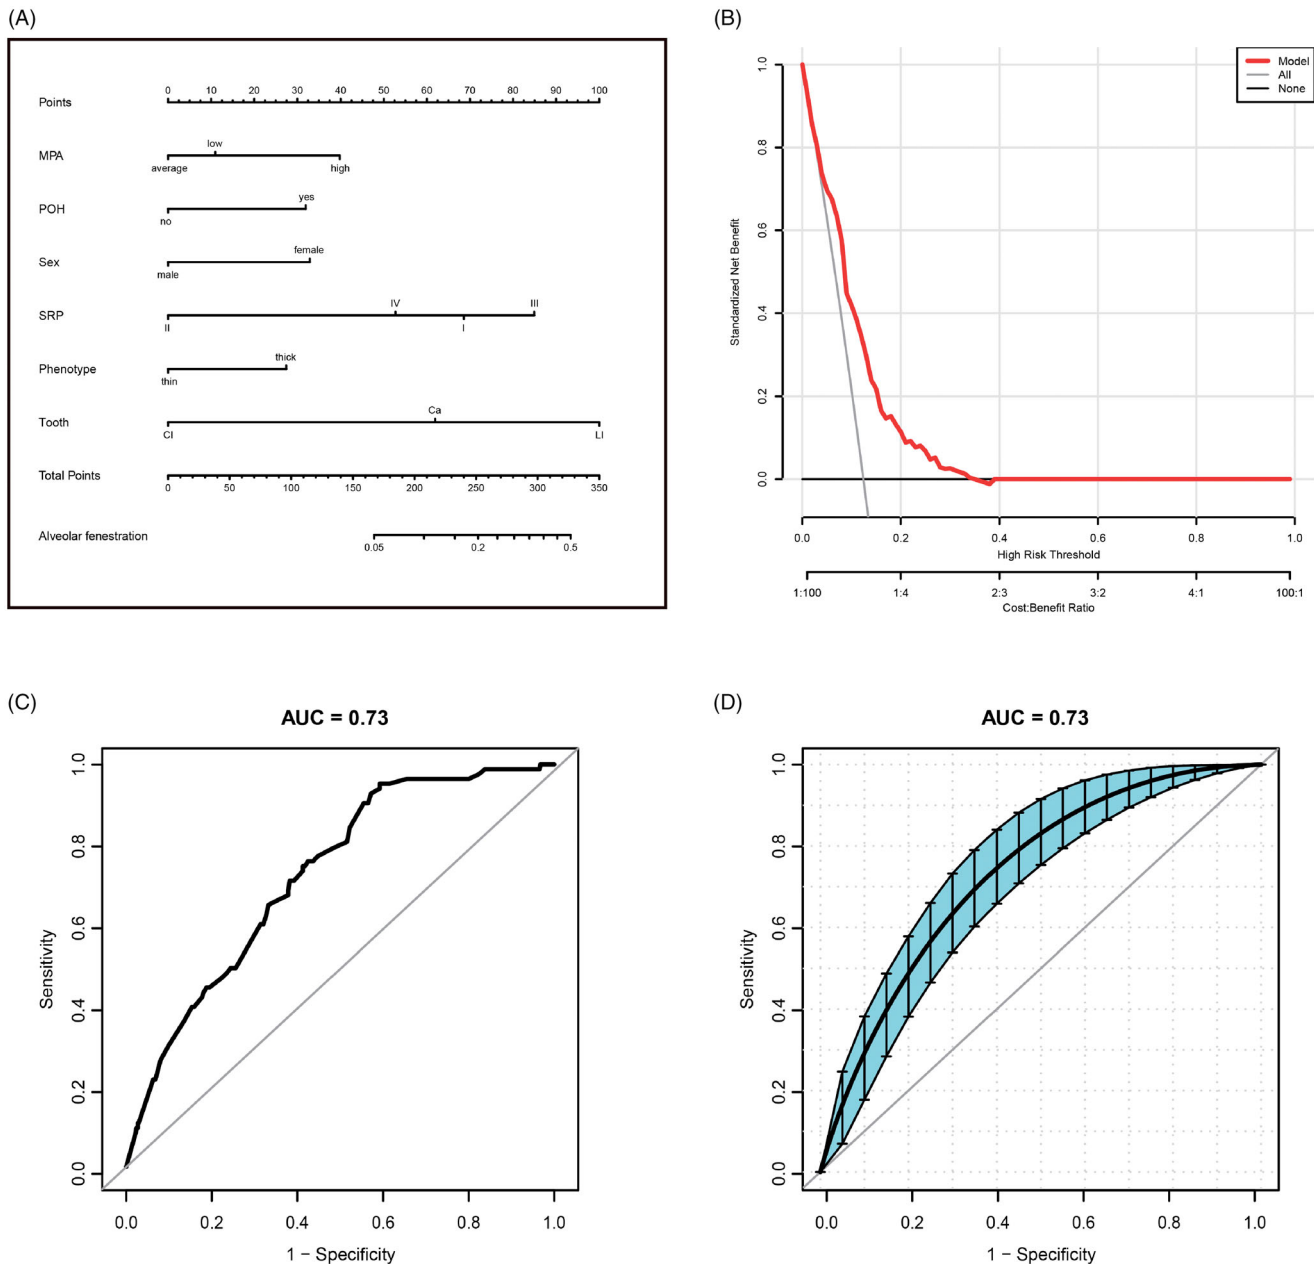 (A)
Points 0 10 20 30 40 50 60 70 80 90 100
MPA average low high
POH no yes
Sex male female
SRP II IV I III
Phenotype thin thick
Tooth CI Ca LI
Total Points 0 50 100 150 200 250 300 350
Alveolar fenestration 0.05 0.2 0.5
(B)
Model
All
None
Standardized Net Benefit
1.0
0.8
0.6
0.4
0.2
0.0
0.0 0.2 0.4 0.6 0.8 1.0
High Risk Threshold
1:100 1:4 2:3 3:2 4:1 100:1
Cost:Benefit Ratio
(C)
AUC = 0.73
Sensitivity
1.0
0.8
0.6
0.4
0.2
0.0
0.0 0.2 0.4 0.6 0.8 1.0
1 − Specificity
(D)
AUC = 0.73
Sensitivity
1.0
0.8
0.6
0.4
0.2
0.0
0.0 0.2 0.4 0.6 0.8 1.0
1 − Specificity